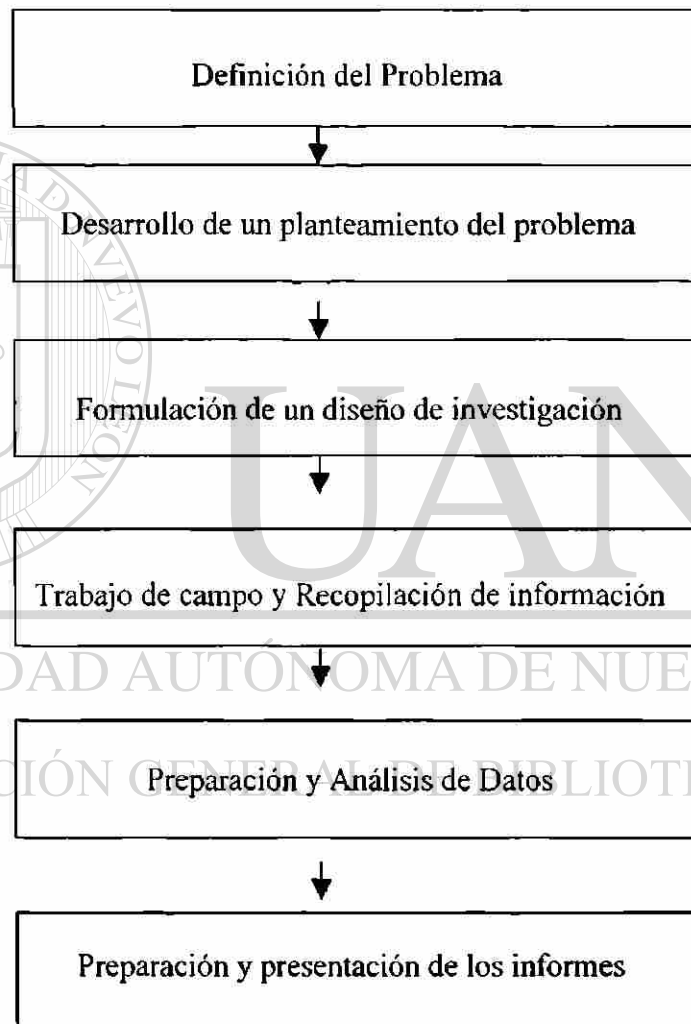 Definición del Problema
Desarrollo de un planteamiento del problema
Formulación de un diseño de investigación
UAN
Trabajo de campo y Recopilación de información
DAD AUTÓNOMA DE NUE
Preparación y Análisis de Datos
CIÓN GENERAL DE BIBLIOT
Preparación y presentación de los informes